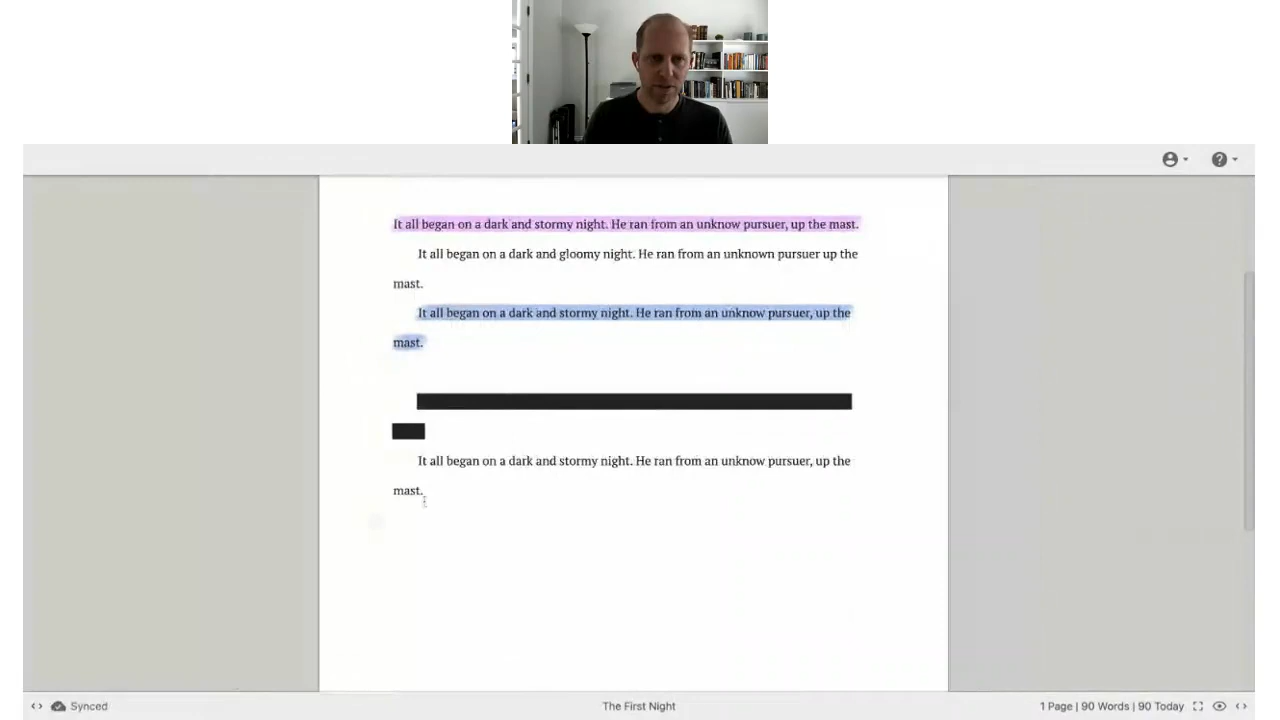 It all began on a dark and stormy night. He ran from an unknow pursuer, up the mast.
It all began on a dark and gloomy night. He ran from an unknown pursuer up the
mast.
It all began on a dark and stormy night. He ran from an unknow pursuer, up the
mast.
It all began on a dark and stormy night. He ran from an unknow pursuer, up the
mast.
Synced The First Night 1 Page | 90 Words | 90 Today